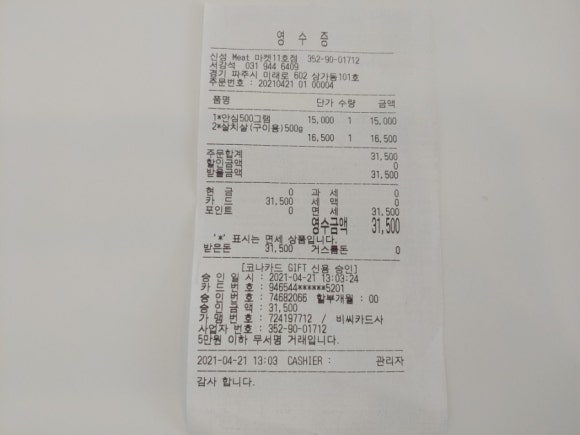 영 수 증
신성 Meat 마켓11호점 352-90-01712
서강석 031 944 6409
경기 파주시 미래로 602 상가동101호
주문번호 : 20210421 01 00004
품명 단가 수량 금액
1*안심500그램 15,000 1 15,000
2*살치살(구이용)500g
16,500 1 16,500
주문합계 31,500
할인금액 0
받을금액 31,500
현 금 0 과 세 0
카 드 31,500 세 액 0
포인트 0 면 세 31,500
영수금액 31,500
'*' 표시는 면세 상품입니다.
받은돈 31,500 거스름돈 0
[코나카드 GIFT 신용 승인]
승 인 일 시 : 2021-04-21 13:03:24
카 드 번 호 : 946544******5201
승 인 번 호 : 74682066 할부개월 : 00
승 인 금 액 : 31,500
가 맹 번 호 : 724197712 / 비씨카드사
사업자 번호 : 352-90-01712
5만원 이하 무서명 거래입니다.
2021-04-21 13:03 CASHIER : 관리자
감사 합니다.